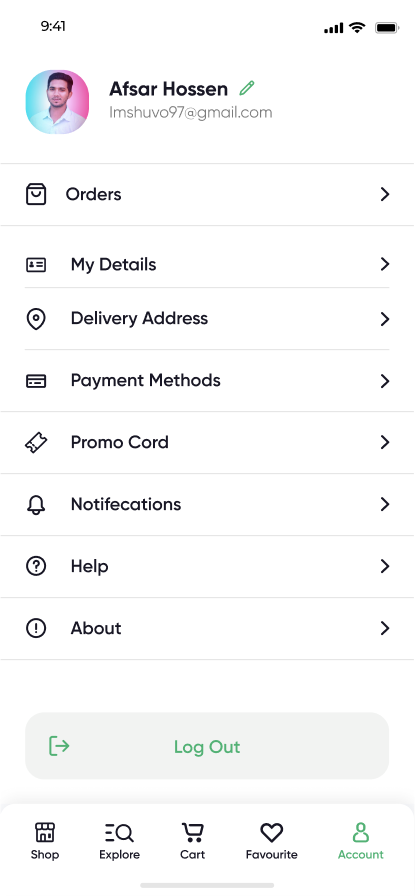 9:41
Afsar Hossen
Imshuvo97@gmail.com
Orders
My Details
Delivery Address
Payment Methods
Promo Cord
Notifecations
Help
About
Log Out
Shop
Explore
Cart
Favourite
Account